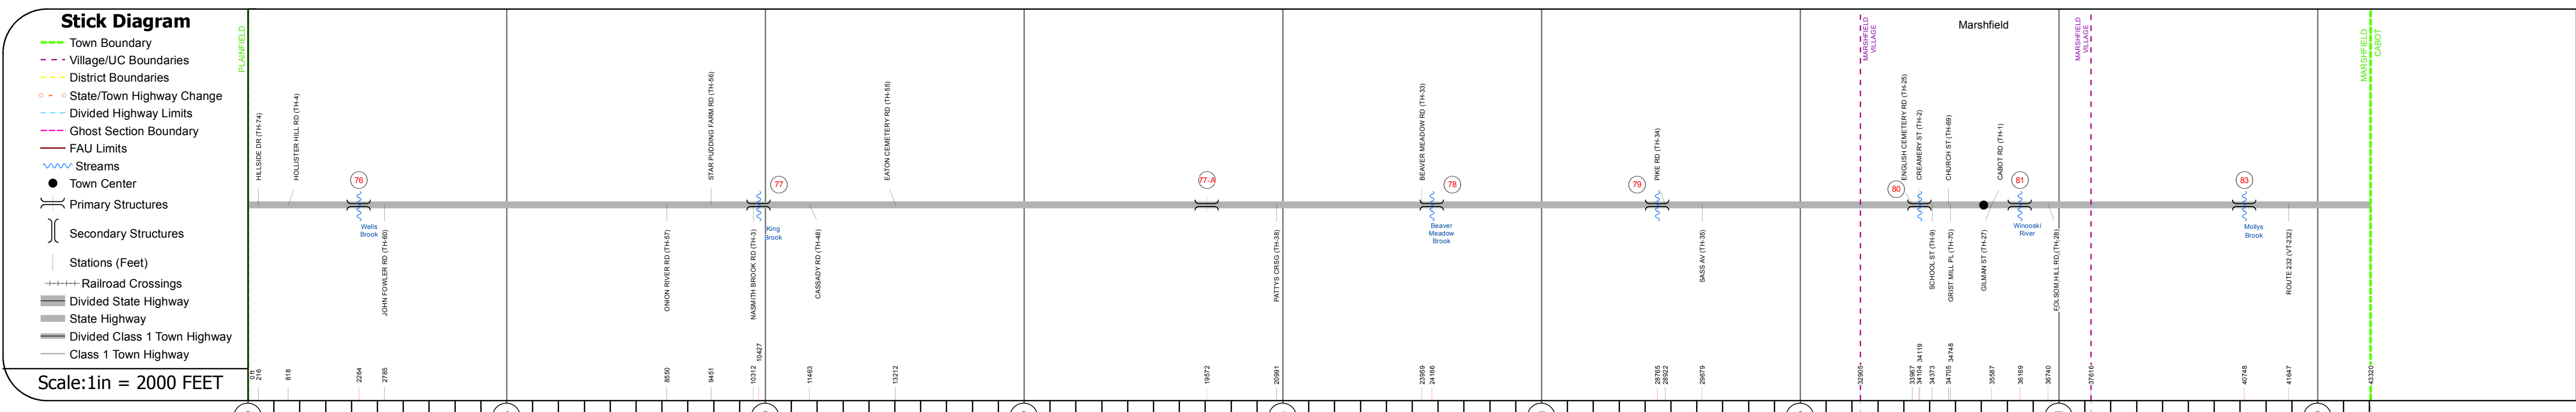 Stick Diagram
Town Boundary
Village/UC Boundaries
District Boundaries
State/Town Highway Change
Divided Highway Limits
Ghost Section Boundary
FAU Limits
Streams
Town Center
Primary Structures
Secondary Structures
Stations (Feet)
Railroad Crossings
Divided State Highway
State Highway
Divided Class 1 Town Highway
Class 1 Town Highway
Scale:1in = 2000 FEET
PLAINFIELD
MARSHFIELD
VILLAGE
Marshfield
MARSHFIELD
VILLAGE
MARSHFIELD
CABOT
HILLSIDE DR (TH-74)
HOLLISTER HILL RD (TH-4)
STAR PUDDING FARM RD (TH-56)
EATON CEMETERY RD (TH-55)
BEAVER MEADOW RD (TH-33)
PIKE RD (TH-34)
ENGLISH CEMETERY RD (TH-25)
CREAMERY ST (TH-2)
CHURCH ST (TH-69)
CABOT RD (TH-1)
76
77
77-A
78
79
80
81
83
Wells
Brook
King
Brook
Beaver
Meadow
Brook
Winooski
River
Mollys
Brook
JOHN FOWLER RD (TH-60)
ONION RIVER RD (TH-57)
NASMITH BROOK RD (TH-3)
CASSADY RD (TH-48)
PATTYS CRSG (TH-38)
SASS AV (TH-35)
SCHOOL ST (TH-9)
GRIST MILL PL (TH-70)
GILMAN ST (TH-27)
FOLSOM HILL RD (TH-28)
ROUTE 232 (VT-232)
0 ft
216
818
2264
2785
8550
9451
10312
10427
11463
13212
19572
20991
23959
24166
28765
28922
29679
32905
33967
34104
34119
34373
34705
34748
35587
36169
36740
37616
40748
41647
43320